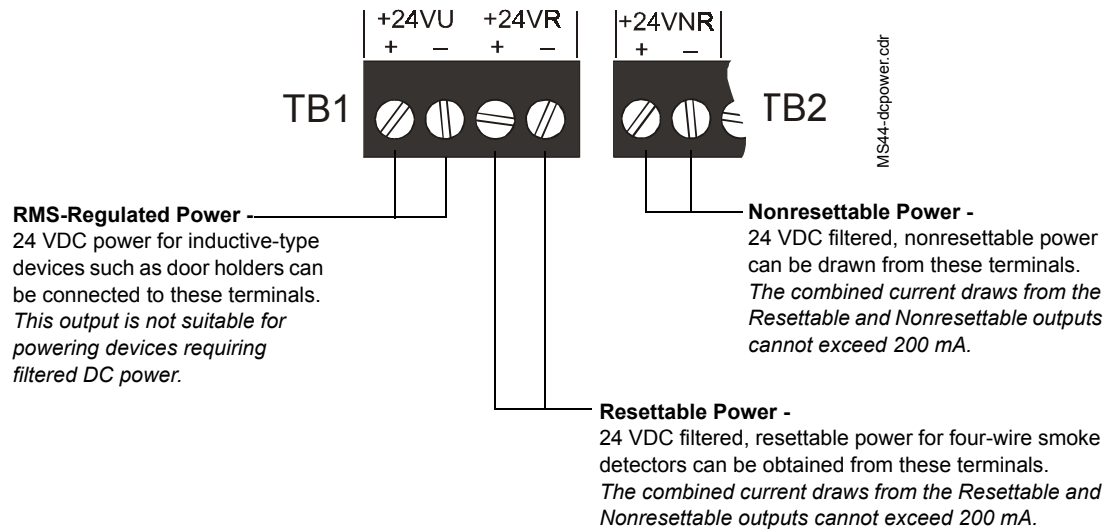 +24VU +24VR +24VNR
+ – + – + –
TB1
TB2
MS44-dcpower.cdr
RMS-Regulated Power -
24 VDC power for inductive-type
devices such as door holders can
be connected to these terminals.
This output is not suitable for
powering devices requiring
filtered DC power.
Nonresettable Power -
24 VDC filtered, nonresettable power
can be drawn from these terminals.
The combined current draws from the
Resettable and Nonresettable outputs
cannot exceed 200 mA.
Resettable Power -
24 VDC filtered, resettable power for four-wire smoke
detectors can be obtained from these terminals.
The combined current draws from the Resettable and
Nonresettable outputs cannot exceed 200 mA.